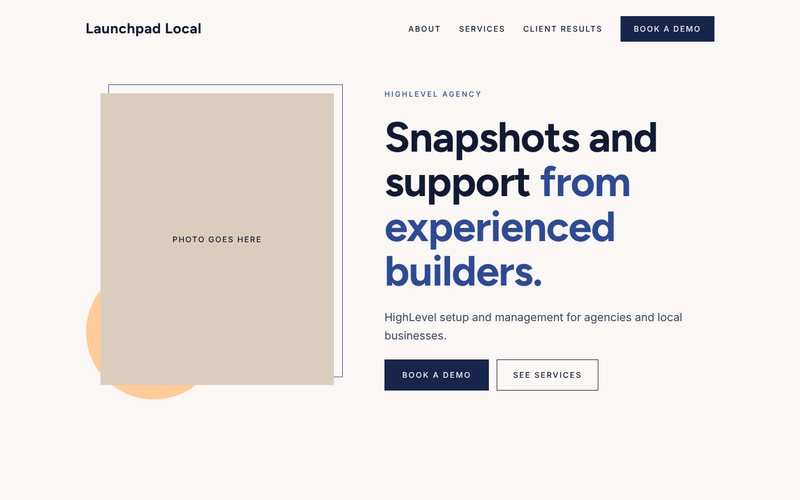 Launchpad Local
ABOUT
SERVICES
CLIENT RESULTS
BOOK A DEMO
PHOTO GOES HERE
HIGHLEVEL AGENCY
Snapshots and
support from
experienced
builders.
HighLevel setup and management for agencies and local
businesses.
BOOK A DEMO
SEE SERVICES